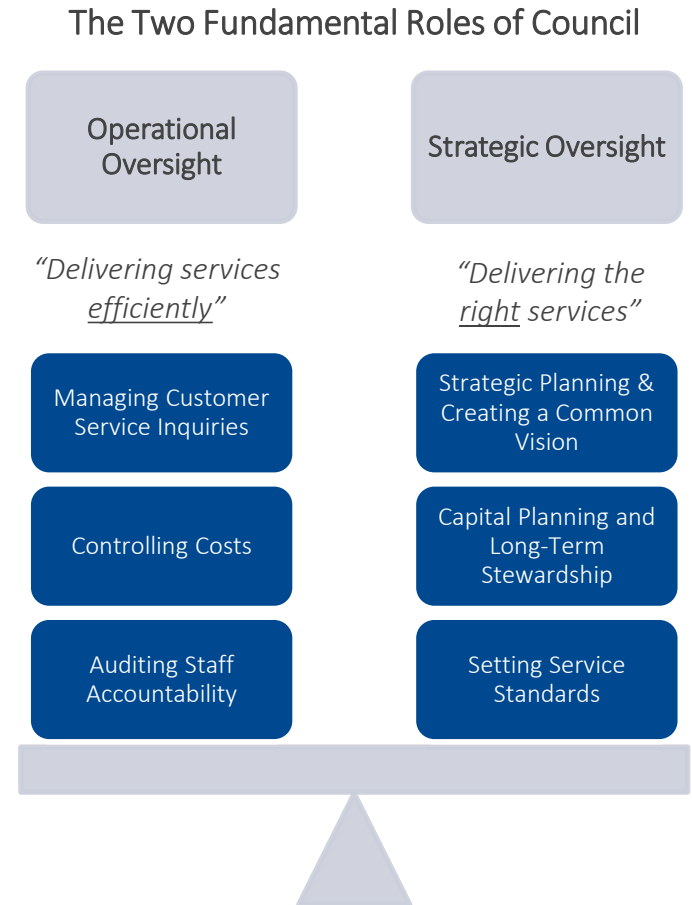 The Two Fundamental Roles of Council
Operational
Oversight
Strategic Oversight
“Delivering services
efficiently”
“Delivering the
right services”
Managing Customer
Service Inquiries
Strategic Planning &
Creating a Common
Vision
Controlling Costs
Capital Planning and
Long-Term
Stewardship
Auditing Staff
Accountability
Setting Service
Standards